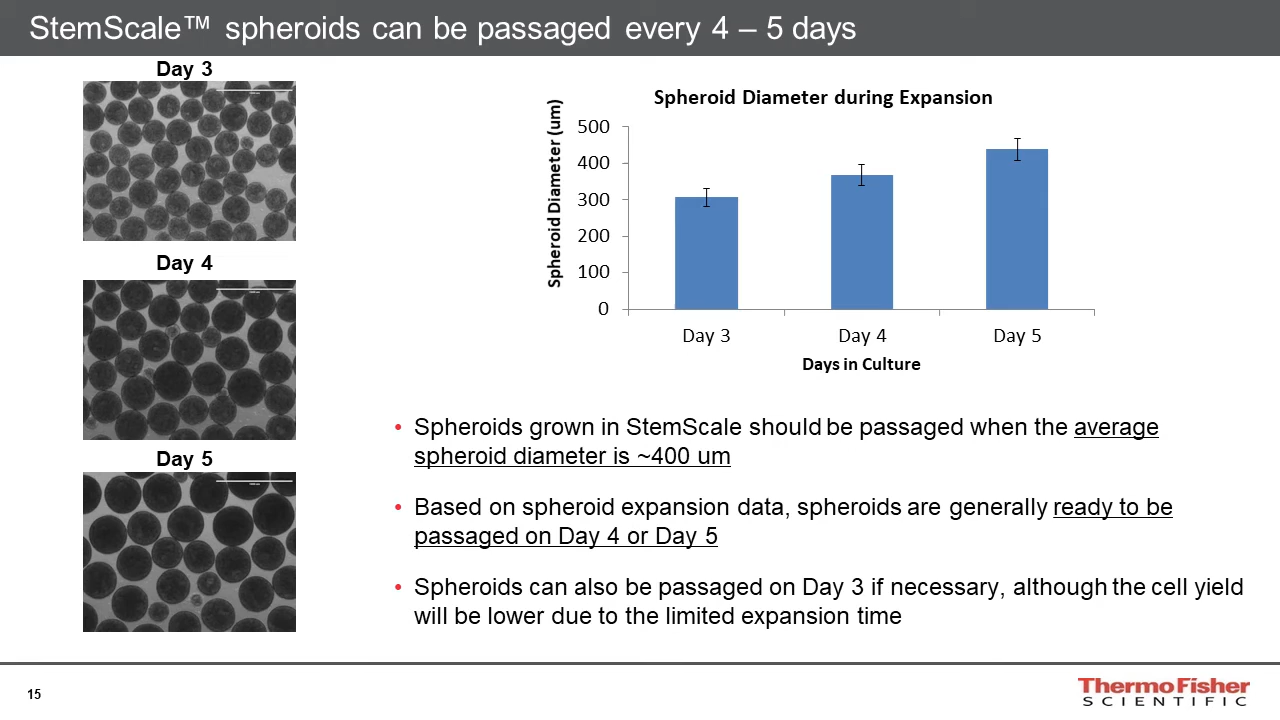 StemScale™ spheroids can be passaged every 4 – 5 days
Day 3
Day 4
Day 5
Spheroid Diameter during Expansion
Spheroid Diameter (um)
500
400
300
200
100
0
Day 3
Day 4
Day 5
Days in Culture
• Spheroids grown in StemScale should be passaged when the average
spheroid diameter is ~400 um
• Based on spheroid expansion data, spheroids are generally ready to be
passaged on Day 4 or Day 5
• Spheroids can also be passaged on Day 3 if necessary, although the cell yield
will be lower due to the limited expansion time
15
ThermoFisher
SCIENTIFIC